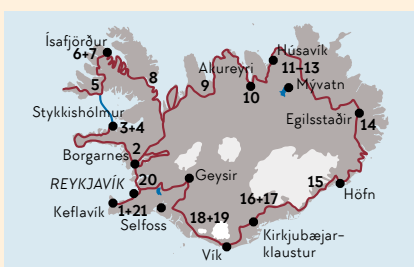 Ísafjörður
6+7
5
8
Stykkishólmur
3+4
Borgarnes
2
REYKJAVÍK
20
Keflavík
1+21
Selfoss
Geysir
18+19
Vík
9
Akureyri
10
Húsavík
11–13
Mývatn
Egilsstaðir
14
15
Höfn
16+17
Kirkjubæjar-
klaustur